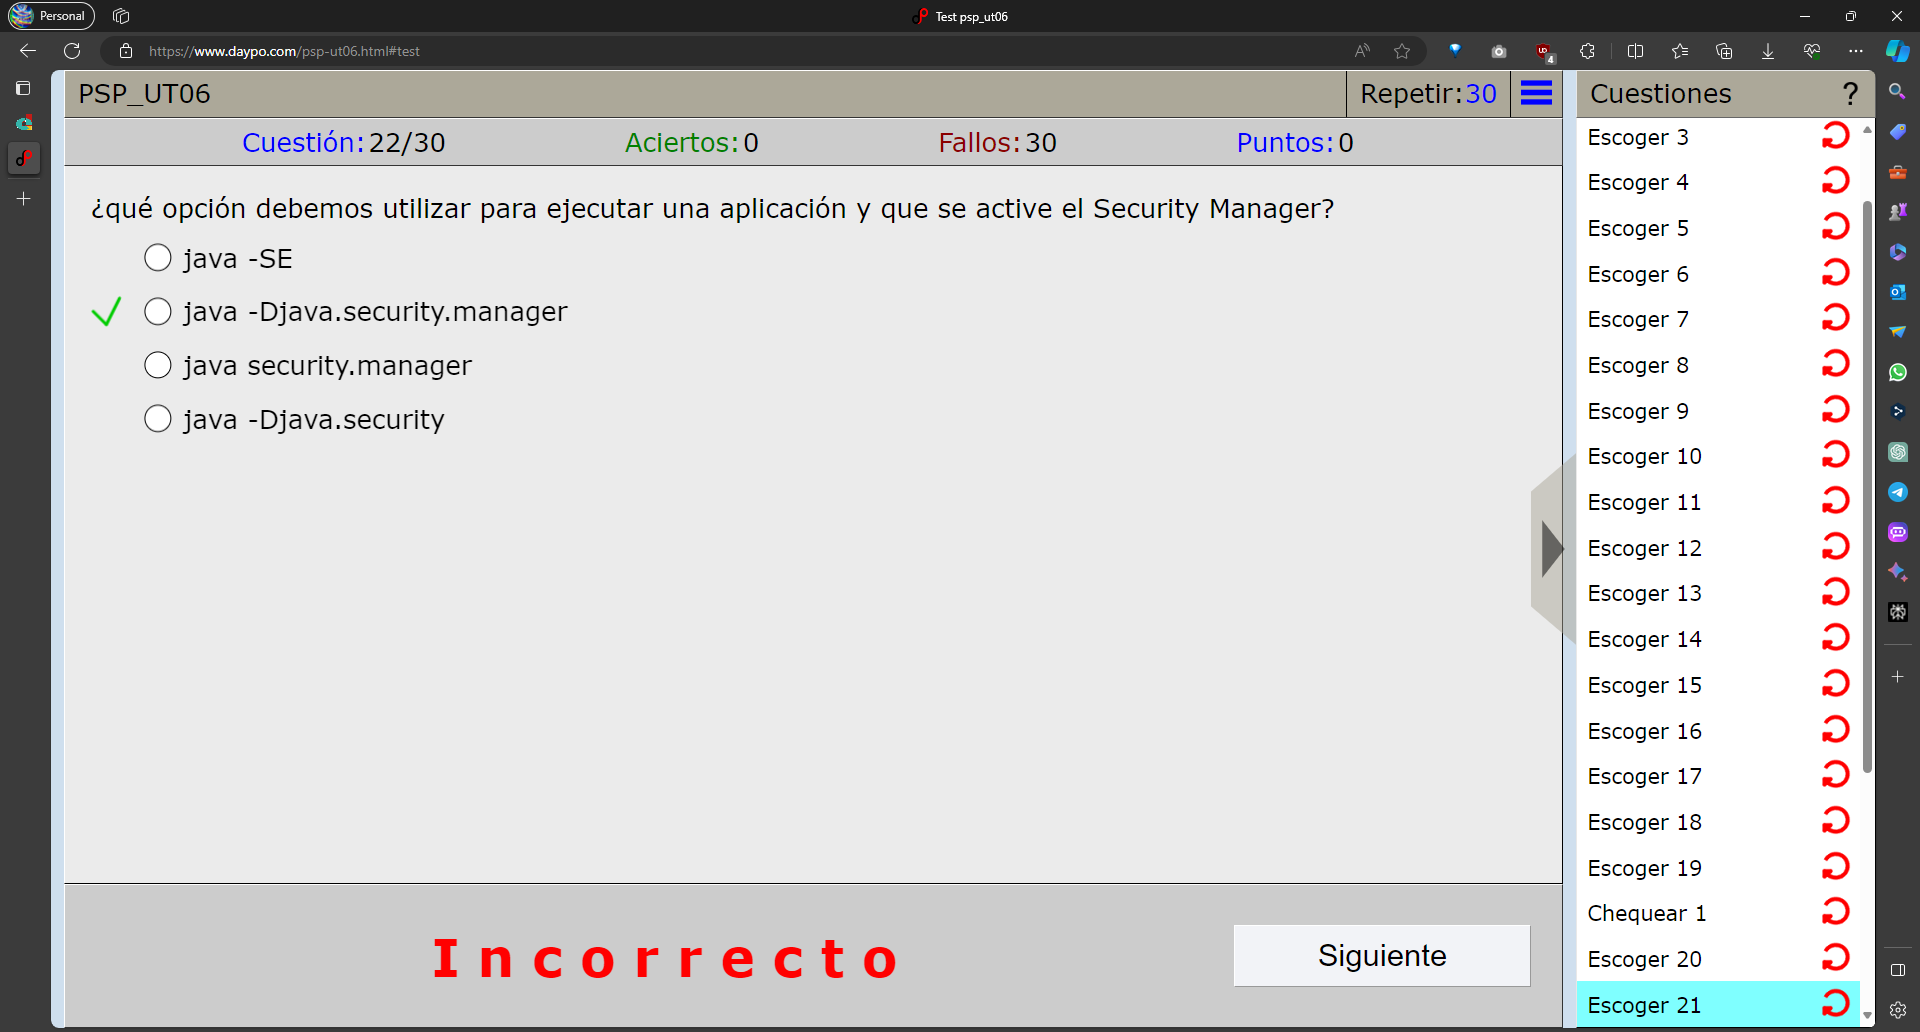 Personal
Test psp_ut06
https://www.daypo.com/psp-ut06.html#test
4
PSP_UT06
Repetir:30
Cuestión:22/30
Aciertos:0
Fallos:30
Puntos:0
¿qué opción debemos utilizar para ejecutar una aplicación y que se active el Security Manager?
java -SE
java -Djava.security.manager
java security.manager
java -Djava.security
Incorrecto
Siguiente
Cuestiones ?
Escoger 3
Escoger 4
Escoger 5
Escoger 6
Escoger 7
Escoger 8
Escoger 9
Escoger 10
Escoger 11
Escoger 12
Escoger 13
Escoger 14
Escoger 15
Escoger 16
Escoger 17
Escoger 18
Escoger 19
Chequear 1
Escoger 20
Escoger 21